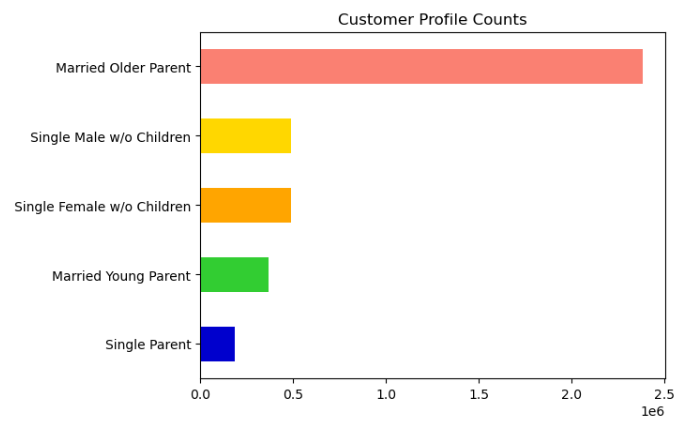 Customer Profile Counts
Married Older Parent
Single Male w/o Children
Single Female w/o Children
Married Young Parent
Single Parent
0.0 0.5 1.0 1.5 2.0 2.5
1e6